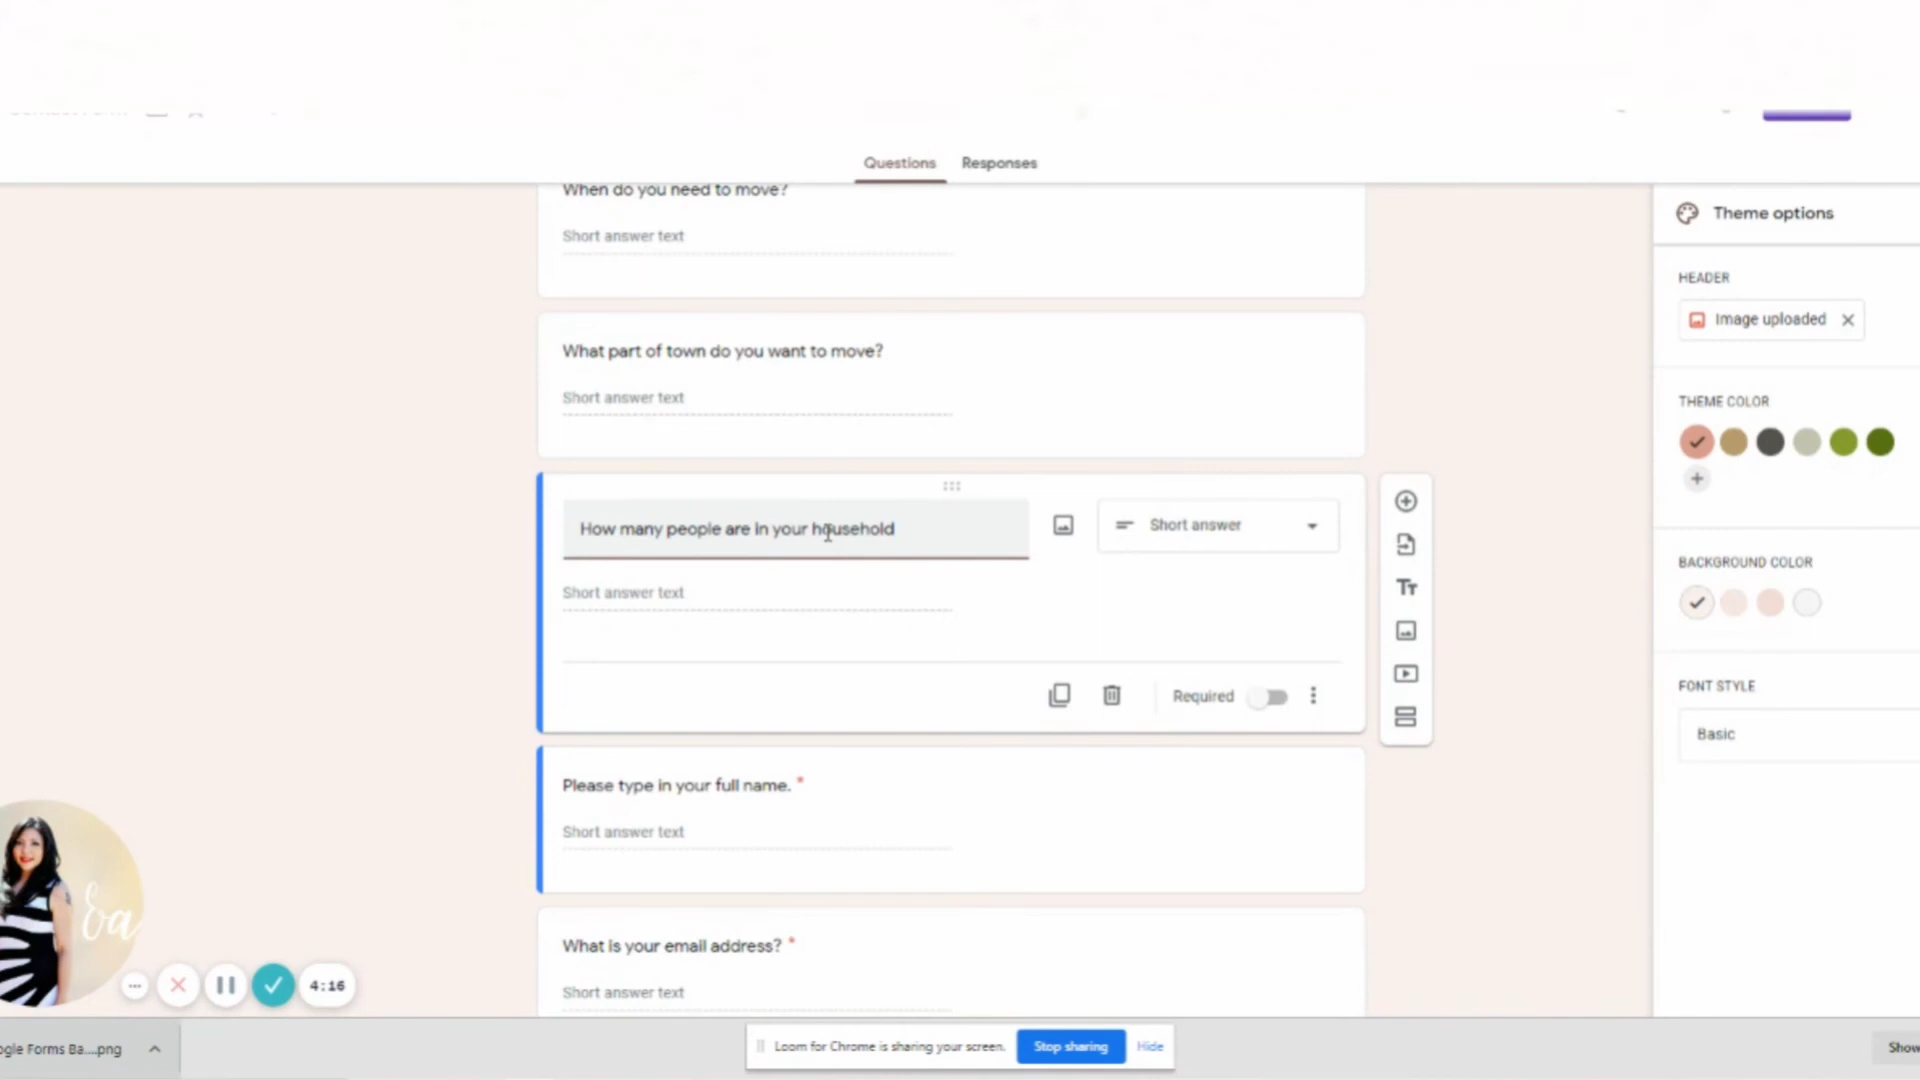 Questions Responses
When do you need to move?
Short answer text
What part of town do you want to move?
Short answer text
How many people are in your household
Short answer
Short answer text
Required
Please type in your full name. *
Short answer text
What is your email address? *
Short answer text
Theme options
HEADER
Image uploaded
THEME COLOR
BACKGROUND COLOR
FONT STYLE
Basic
Ea
4:16
ogle Forms Ba....png
Loom for Chrome is sharing your screen. Stop sharing Hide
Show